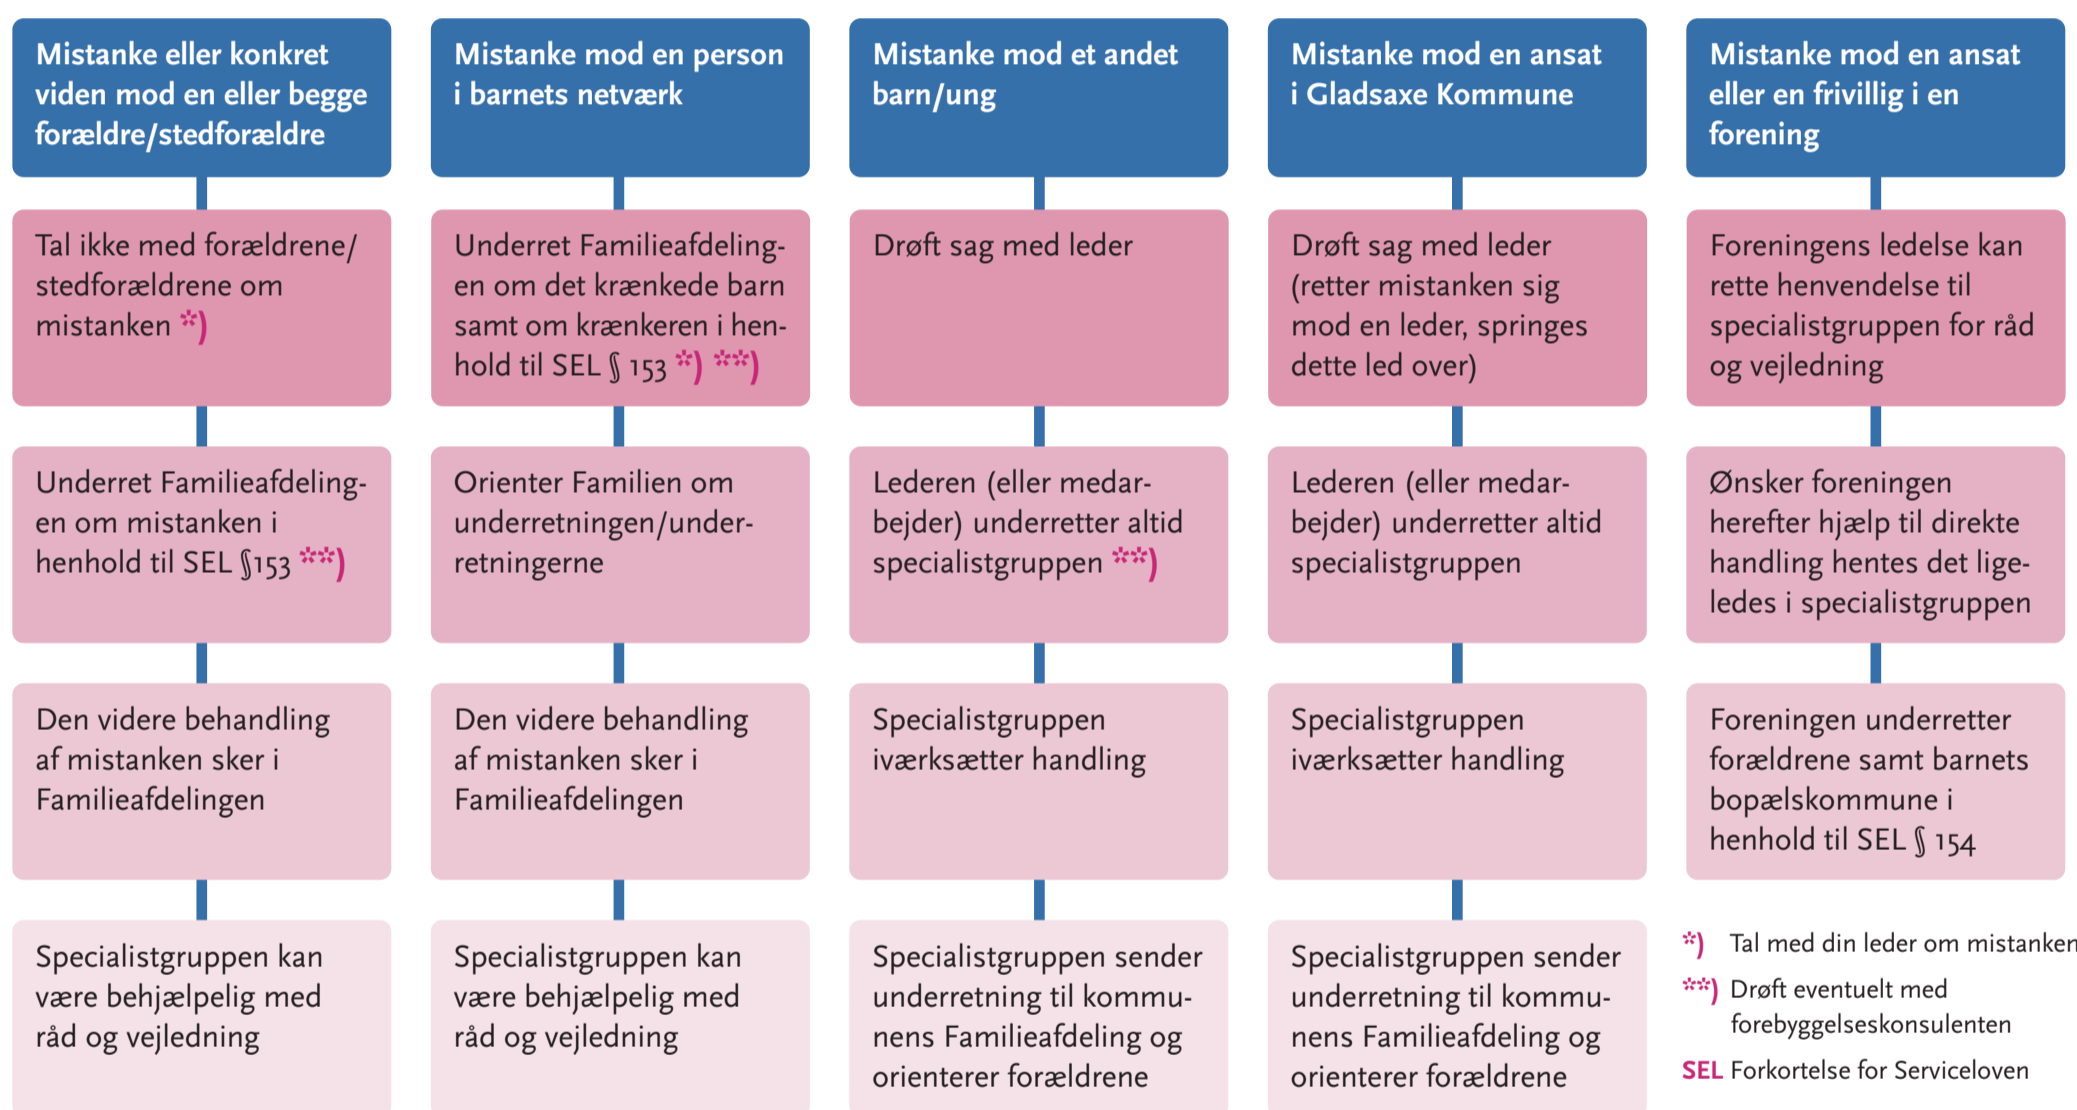 Mistanke eller konkret
viden mod en eller begge
forældre/stedforældre
Tal ikke med forældrene/
stedforældrene om
mistanken *)
Underret Familieafdeling-
en om mistanken i
henhold til SEL §153 **)
Den videre behandling
af mistanken sker i
Familieafdelingen
Specialistgruppen kan
være behjælpelig med
råd og vejledning
Mistanke mod en person
i barnets netværk
Underret Familieafdeling-
en om det krænkede barn
samt om krænkeren i hen-
hold til SEL § 153 *) **)
Orienter Familien om
underretningen/under-
retningerne
Den videre behandling
af mistanken sker i
Familieafdelingen
Specialistgruppen kan
være behjælpelig med
råd og vejledning
Mistanke mod et andet
barn/ung
Drøft sag med leder
Lederen (eller medar-
bejder) underretter altid
specialistgruppen **)
Specialistgruppen
iværksætter handling
Specialistgruppen sender
underretning til kommu-
nens Familieafdeling og
orienterer forældrene
Mistanke mod en ansat
i Gladsaxe Kommune
Drøft sag med leder
(retter mistanken sig
mod en leder, springes
dette led over)
Lederen (eller medar-
bejder) underretter altid
specialistgruppen
Specialistgruppen
iværksætter handling
Specialistgruppen sender
underretning til kommu-
nens Familieafdeling og
orienterer forældrene
Mistanke mod en ansat
eller en frivillig i en
forening
Foreningens ledelse kan
rette henvendelse til
specialistgruppen for råd
og vejledning
Ønsker foreningen
herefter hjælp til direkte
handling hentes det lige-
ledes i specialistgruppen
Foreningen underretter
forældrene samt barnets
bopælskommune i
henhold til SEL § 154
*) Tal med din leder om mistanken
**) Drøft eventuelt med
forebyggelseskonsulenten
SEL Forkortelse for Serviceloven